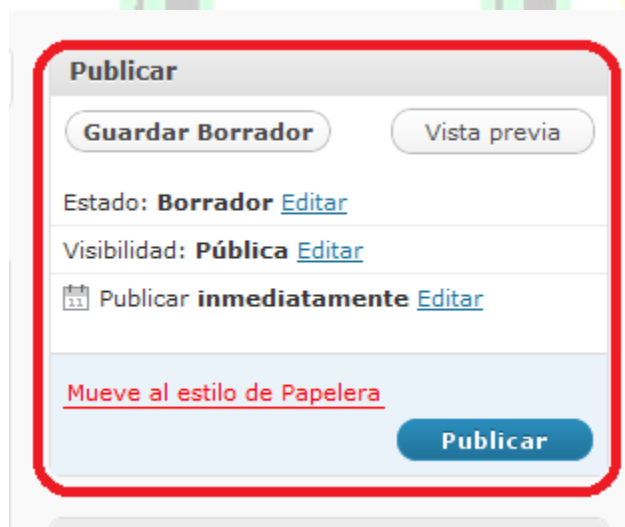 Publicar
Guardar Borrador Vista previa
Estado: Borrador Editar
Visibilidad: Pública Editar
11 Publicar inmediatamente Editar
Mueve al estilo de Papelera
Publicar